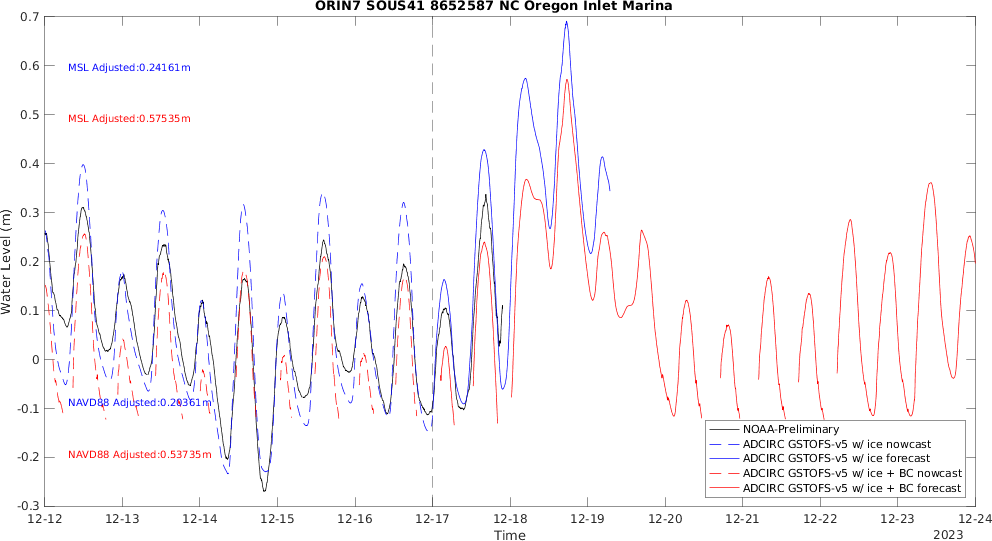 ORIN7 SOUS41 8652587 NC Oregon Inlet Marina
0.7
0.6
0.5
0.4
0.3
0.2
0.1
0
-0.1
-0.2
-0.3
Water Level (m)
MSL Adjusted:0.24161m
MSL Adjusted:0.57535m
NAVD88 Adjusted:0.20361m
NAVD88 Adjusted:0.53735m
NOAA-Preliminary
ADCIRC GSTOFS-v5 w/ ice nowcast
ADCIRC GSTOFS-v5 w/ ice forecast
ADCIRC GSTOFS-v5 w/ ice + BC nowcast
ADCIRC GSTOFS-v5 w/ ice + BC forecast
12-12 12-13 12-14 12-15 12-16 12-17 12-18 12-19 12-20 12-21 12-22 12-23 12-24
Time
2023